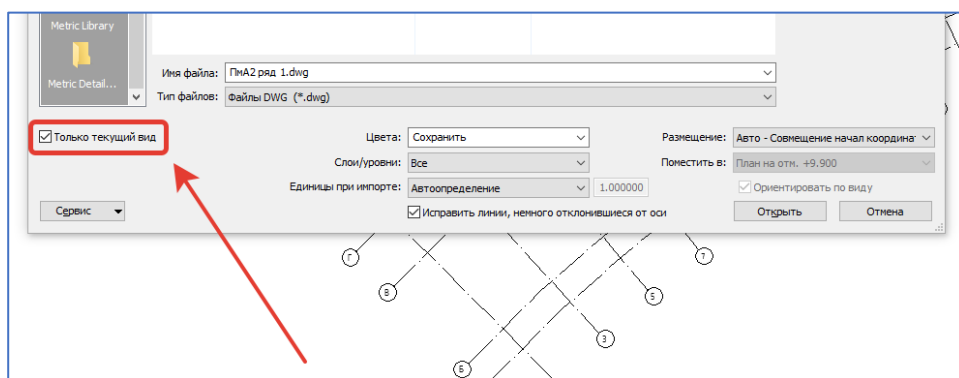 Metric Library
Metric Detail...
Имя файла: ПмА2 ряд 1.dwg
Тип файлов: Файлы DWG (*.dwg)
Только текущий вид
Цвета: Сохранить
Размещение: Авто - Совмещение начал координат
Слои/уровни: Все
Поместить в: План на отм. +9.900
Единицы при импорте: Автоопределение 1.000000
Ориентировать по виду
Сервис
Исправить линии, немного отклонившиеся от оси
Открыть Отмена
Г
7
В
5
3
Б